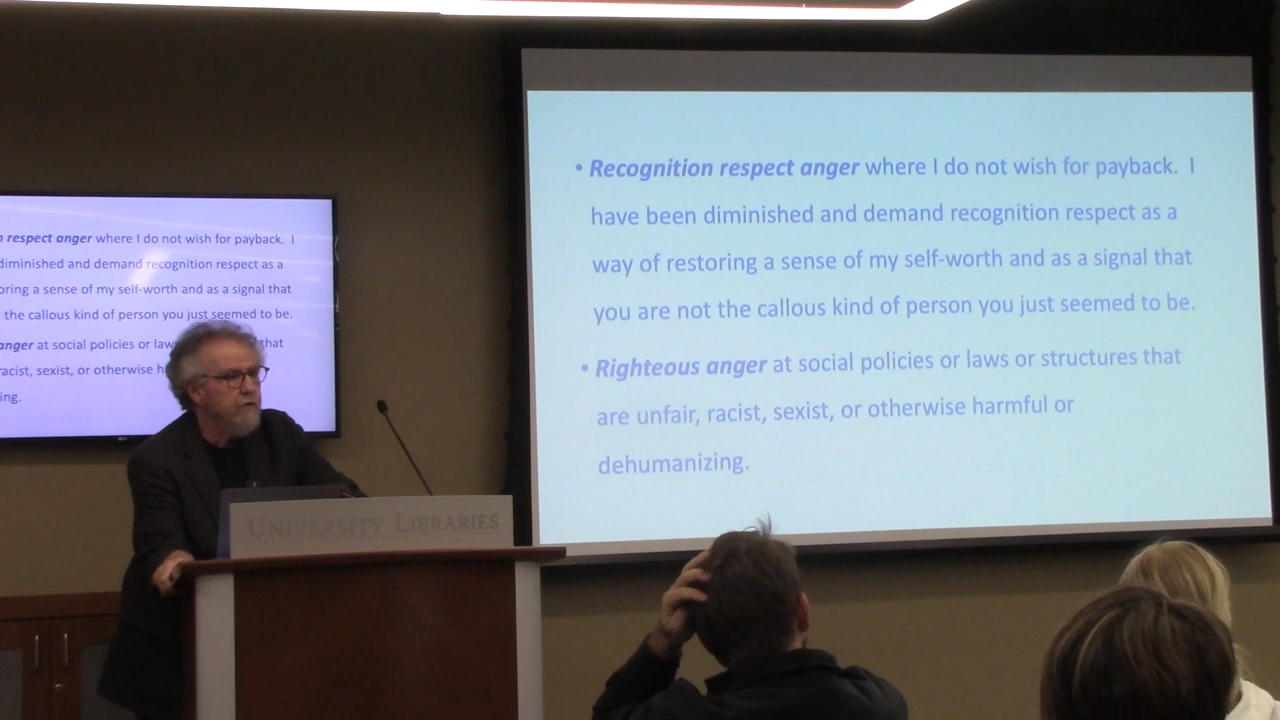 • Recognition respect anger where I do not wish for payback. I
have been diminished and demand recognition respect as a
way of restoring a sense of my self-worth and as a signal that
you are not the callous kind of person you just seemed to be.
• Righteous anger at social policies or laws or structures that
are unfair, racist, sexist, or otherwise harmful or
dehumanizing.
respect anger where I do not wish for payback. I
diminished and demand recognition respect as a
oring a sense of my self-worth and as a signal that
the callous kind of person you just seemed to be.
anger at social policies or law that
racist, sexist, or otherwise h
ing.
UNIVERSITY LIBRARIES